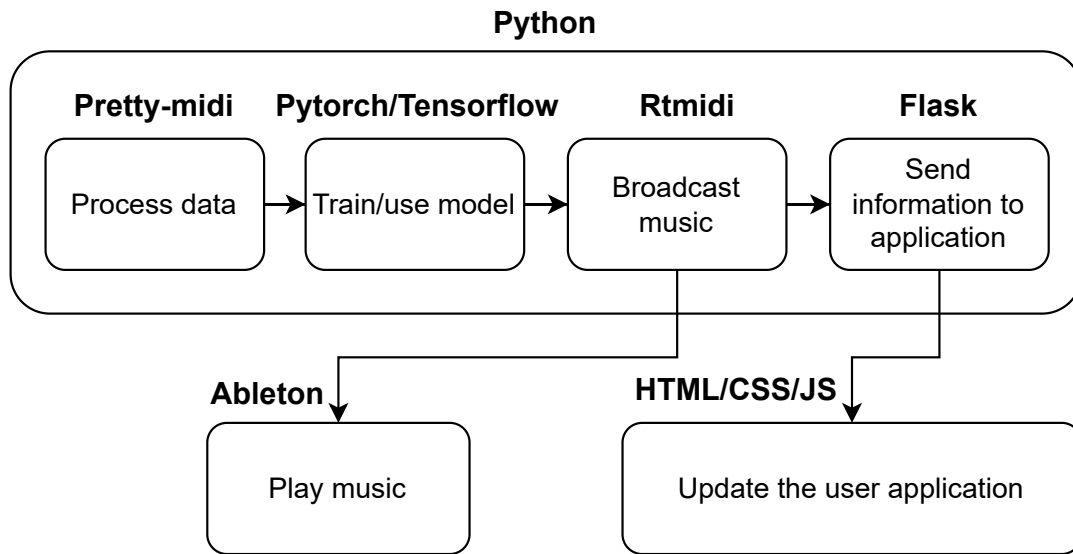 Python
Pretty-midi
Pytorch/Tensorflow
Rtmidi
Flask
Process data
Train/use model
Broadcast
music
Send
information to
application
Ableton
HTML/CSS/JS
Play music
Update the user application